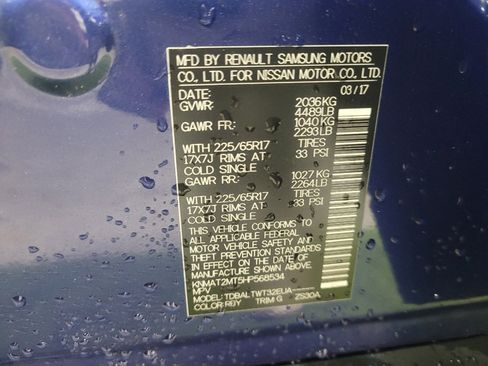 MFD BY RENAULT SAMSUNG MOTORS
CO., LTD. FOR NISSAN MOTOR CO., LTD.
DATE: 03/17
GVWR: 2036KG
4489LB
GAWR FR: 1040KG
2293LB
WITH 225/65R17 TIRES
17X7J RIMS AT 33 PSI
COLD SINGLE
GAWR RR: 1027KG
2264LB
WITH 225/65R17 TIRES
17X7J RIMS AT 33 PSI
COLD SINGLE
THIS VEHICLE CONFORMS TO
ALL APPLICABLE FEDERAL
MOTOR VEHICLE SAFETY AND THEFT
PREVENTION STANDARDS
IN EFFECT ON THE DATE OF
MANUFACTURE SHOWN ABOVE.
KNMAT2MT5HP568534
MPV
MODEL: TDBALTWT32EUA
COLOR RBY TRIM G ZS30A